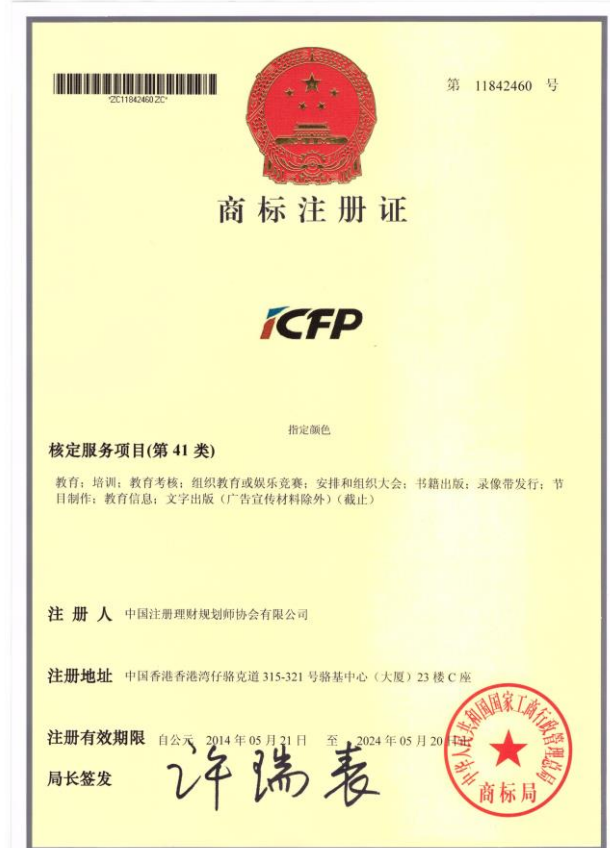 *ZC11842460ZC*
第 11842460 号
商标注册证
iCFP
指定颜色
核定服务项目(第 41 类)
教育；培训；教育考核；组织教育或娱乐竞赛；安排和组织大会；书籍出版；录像带发行；节
目制作；教育信息；文字出版（广告宣传材料除外）（截止）
注 册 人 中国注册理财规划师协会有限公司
注册地址 中国香港香港湾仔骆克道 315-321 号骆基中心（大厦）23 楼 C 座
注册有效期限 自公元 2014 年 05 月 21 日 至 2024 年 05 月 20 日止
局长签发 许瑞表
中华人民共和国国家工商行政管理总局
商标局